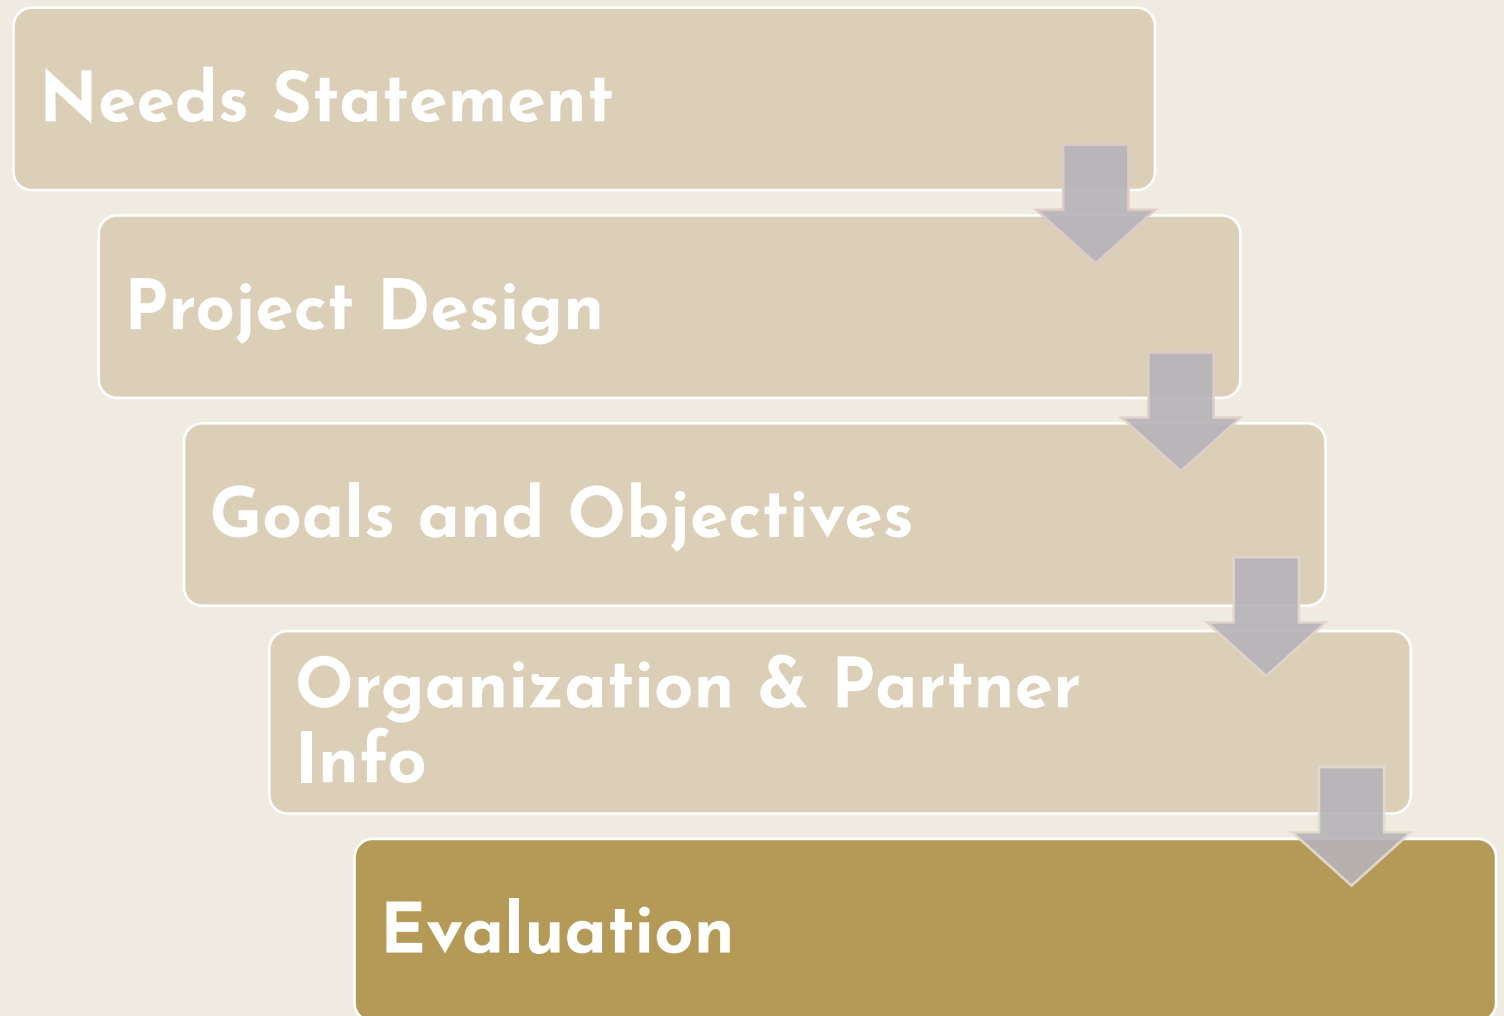 Needs Statement
Project Design
Goals and Objectives
Organization & Partner
Info
Evaluation